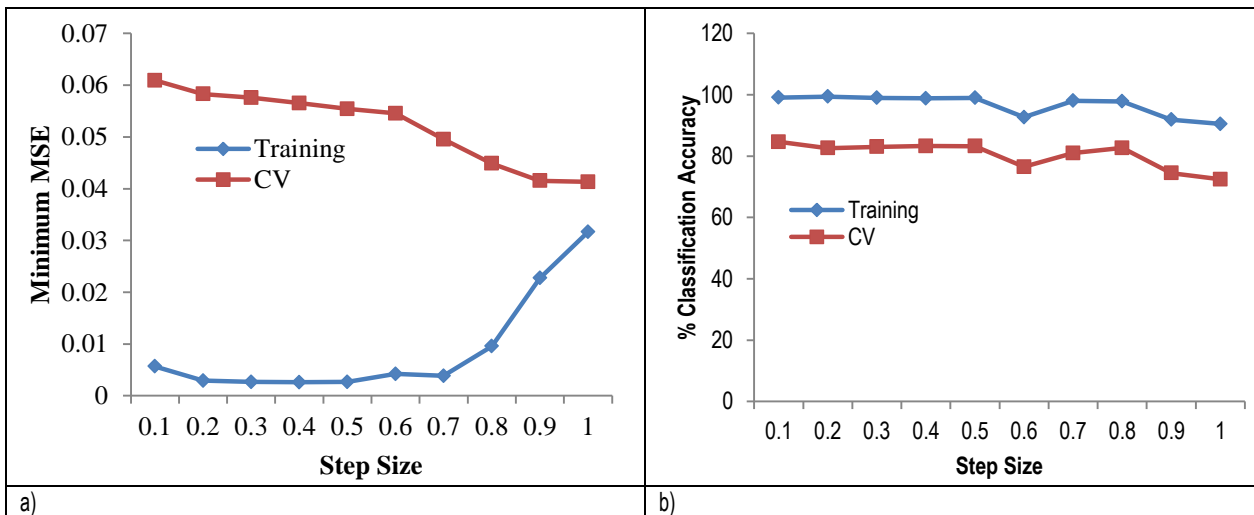 0.07
0.06
0.05
0.04
0.03
0.02
0.01
0
Minimum MSE
Training
CV
0.1 0.2 0.3 0.4 0.5 0.6 0.7 0.8 0.9 1
Step Size
a)
120
100
80
60
40
20
0
% Classification Accuracy
Training
CV
0.1 0.2 0.3 0.4 0.5 0.6 0.7 0.8 0.9 1
Step Size
b)